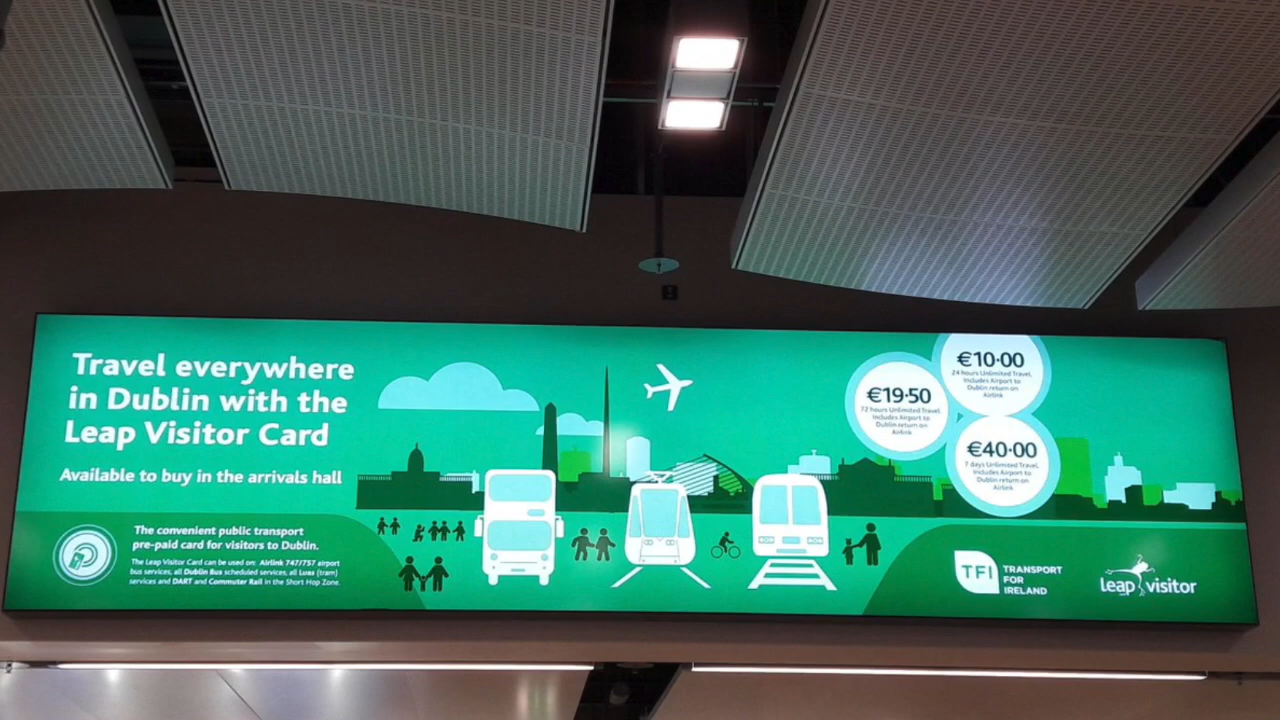 Travel everywhere
in Dublin with the
Leap Visitor Card
Available to buy in the arrivals hall
The convenient public transport
pre-paid card for visitors to Dublin.
The Leap Visitor Card can be used on: Airlink 747/757 airport
bus services, all Dublin Bus scheduled services, all Luas (tram)
services and DART and Commuter Rail in the Short Hop Zone.
€19·50
72 hours Unlimited Travel,
Includes Airport to
Dublin return on
Airlink
€10·00
24 hours Unlimited Travel,
Includes Airport to
Dublin return on
Airlink
€40·00
7 days Unlimited Travel,
Includes Airport to
Dublin return on
Airlink
TFI
TRANSPORT
FOR
IRELAND
leap visitor